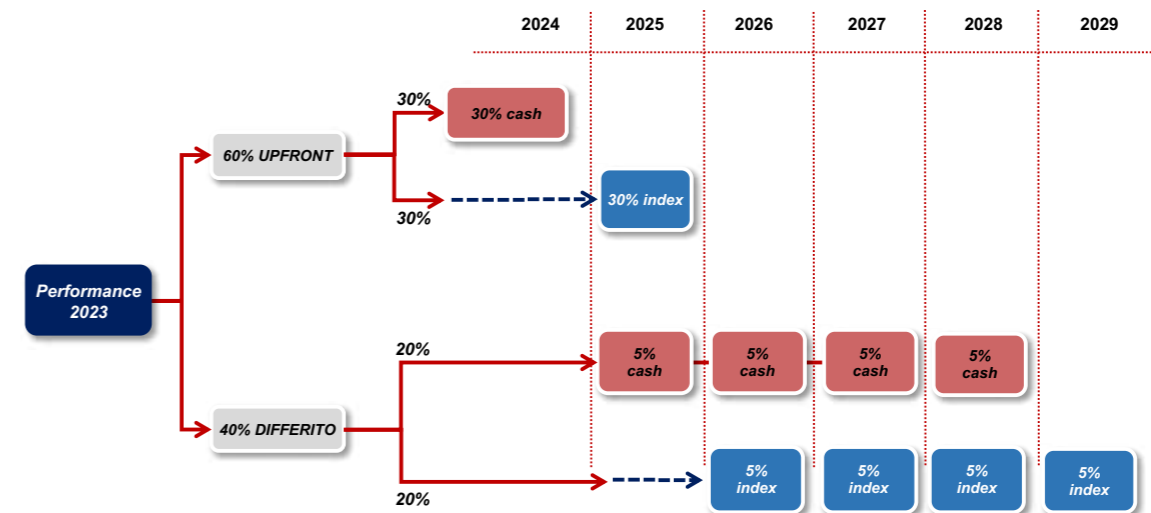 2024 2025 2026 2027 2028 2029
30%
30% cash
60% UPFRONT
30% index
30%
Performance
2023
20%
5%
cash
5%
cash
5%
cash
5%
cash
40% DIFFERITO
20%
5%
index
5%
index
5%
index
5%
index